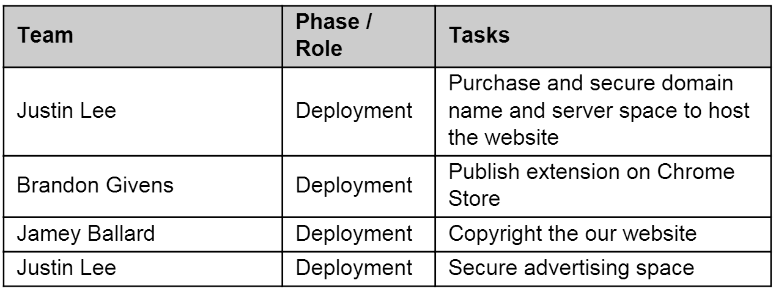 Team
Phase /
Role
Tasks
Justin Lee
Deployment
Purchase and secure domain
name and server space to host
the website
Brandon Givens
Deployment
Publish extension on Chrome
Store
Jamey Ballard
Deployment
Copyright the our website
Justin Lee
Deployment
Secure advertising space